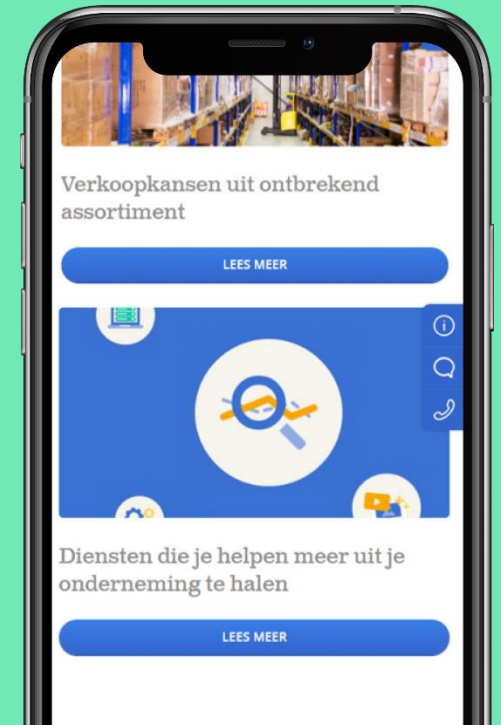 Verkoopkansen uit ontbrekend
assortiment
LEES MEER
Diensten die je helpen meer uit je
onderneming te halen
LEES MEER